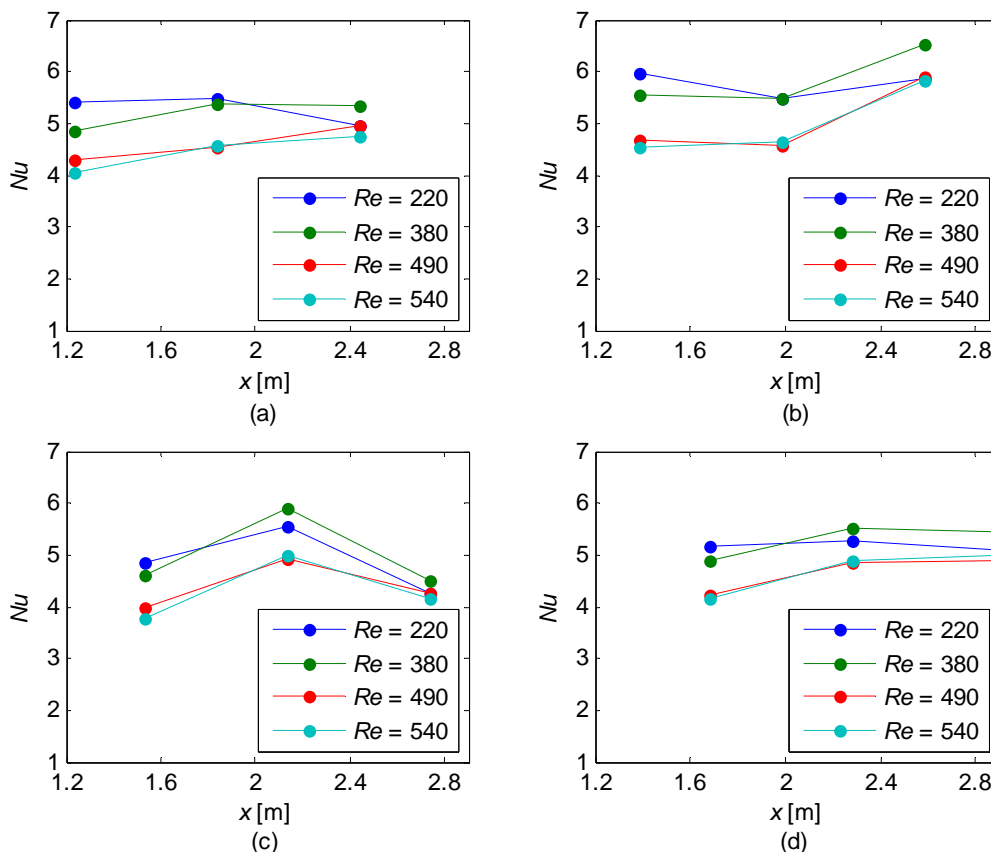 7
6
5
4
3
2
1
Nu
1.2 1.6 2 2.4 2.8
x [m]
Re = 220
Re = 380
Re = 490
Re = 540
(a)
7
6
5
4
3
2
1
Nu
1.2 1.6 2 2.4 2.8
x [m]
Re = 220
Re = 380
Re = 490
Re = 540
(b)
7
6
5
4
3
2
1
Nu
1.2 1.6 2 2.4 2.8
x [m]
Re = 220
Re = 380
Re = 490
Re = 540
(c)
7
6
5
4
3
2
1
Nu
1.2 1.6 2 2.4 2.8
x [m]
Re = 220
Re = 380
Re = 490
Re = 540
(d)